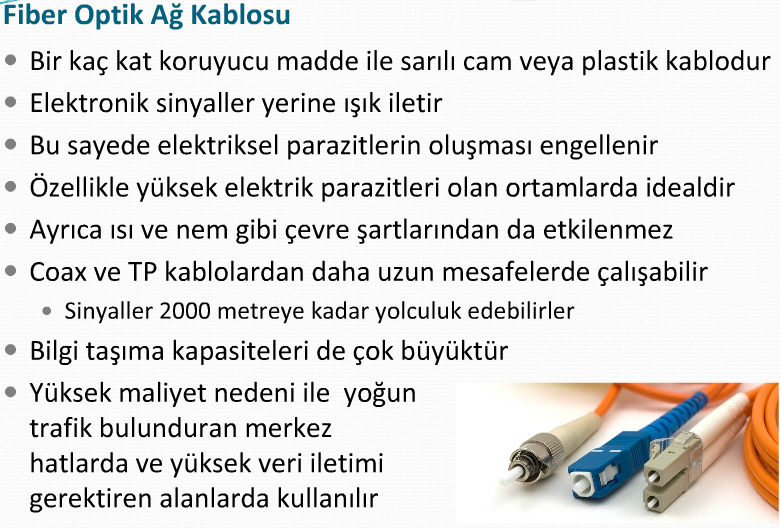 Fiber Optik Ağ Kablosu
Bir kaç kat koruyucu madde ile sarılı cam veya plastik kablodur
Elektronik sinyaller yerine ışık iletir
Bu sayede elektriksel parazitlerin oluşması engellenir
Özellikle yüksek elektrik parazitleri olan ortamlarda idealdir
Ayrıca ısı ve nem gibi çevre şartlarından da etkilenmez
Coax ve TP kablolardan daha uzun mesafelerde çalışabilir
Sinyaller 2000 metreye kadar yolculuk edebilirler
Bilgi taşıma kapasiteleri de çok büyüktür
Yüksek maliyet nedeni ile yoğun
trafik bulunduran merkez
hatlarda ve yüksek veri iletimi
gerektiren alanlarda kullanılır